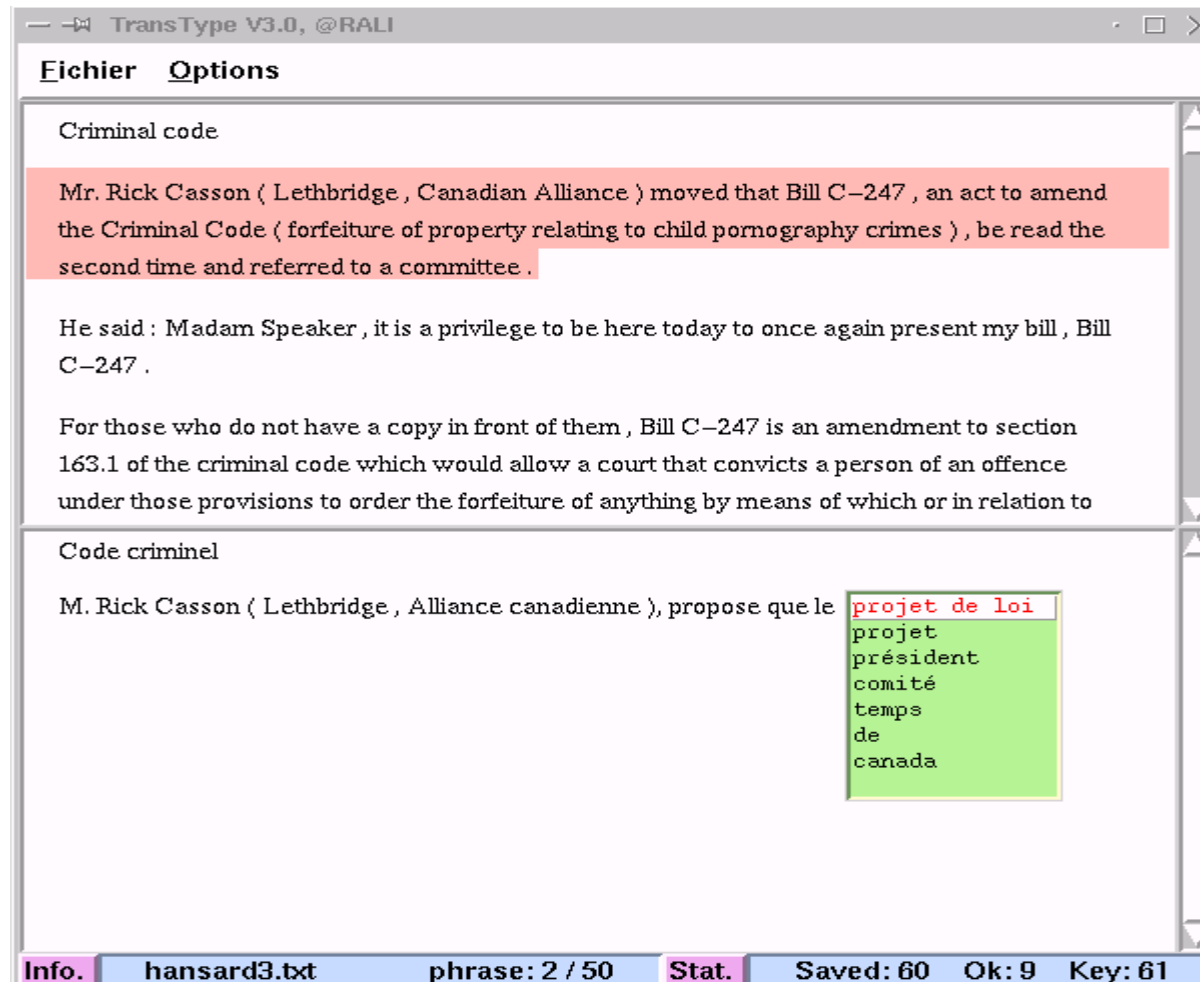 TransType V3.0, @RALI
Fichier Options
Criminal code
Mr. Rick Casson ( Lethbridge , Canadian Alliance ) moved that Bill C–247 , an act to amend
the Criminal Code ( forfeiture of property relating to child pornography crimes ) , be read the
second time and referred to a committee .
He said : Madam Speaker , it is a privilege to be here today to once again present my bill , Bill
C–247 .
For those who do not have a copy in front of them , Bill C–247 is an amendment to section
163.1 of the criminal code which would allow a court that convicts a person of an offence
under those provisions to order the forfeiture of anything by means of which or in relation to
Code criminel
M. Rick Casson ( Lethbridge , Alliance canadienne ), propose que le projet de loi
projet
président
comité
temps
de
canada
Info. hansard3.txt phrase: 2 / 50 Stat. Saved: 60 Ok: 9 Key: 61